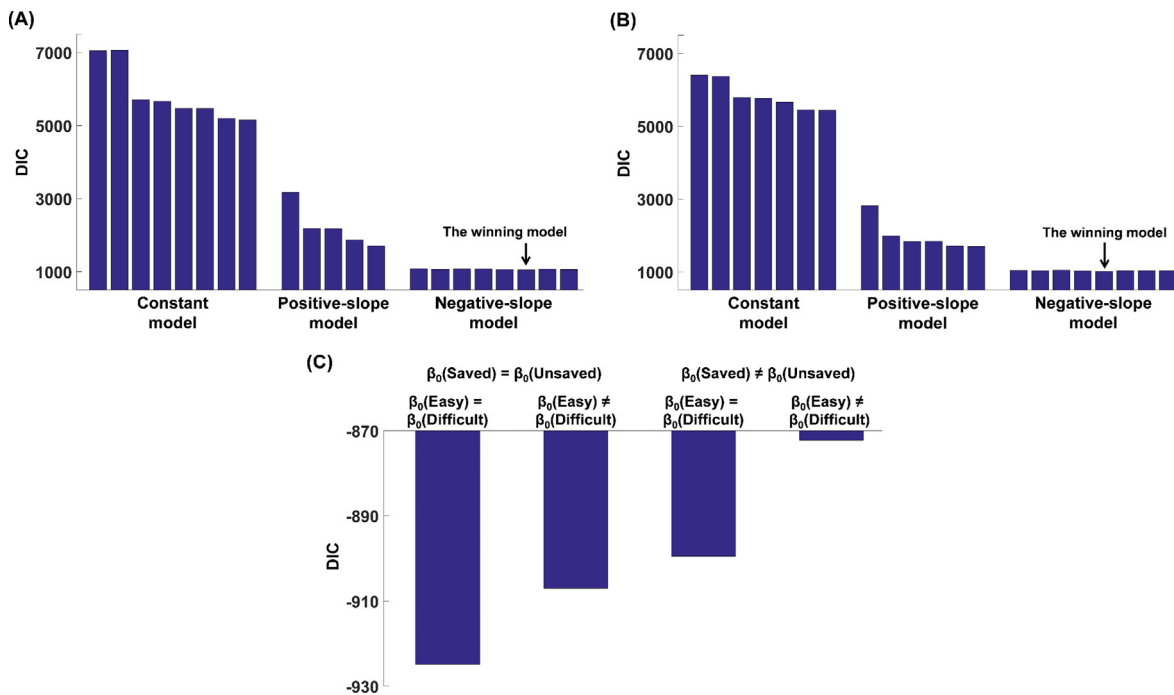 (A)
7000
5000
3000
1000
DIC
The winning model
Constant model
Positive-slope model
Negative-slope model
(B)
7000
5000
3000
1000
DIC
The winning model
Constant model
Positive-slope model
Negative-slope model
(C)
β₀(Saved) = β₀(Unsaved)
β₀(Saved) ≠ β₀(Unsaved)
β₀(Easy) =
β₀(Difficult)
β₀(Easy) ≠
β₀(Difficult)
β₀(Easy) =
β₀(Difficult)
β₀(Easy) ≠
β₀(Difficult)
-870
-890
-910
-930
DIC